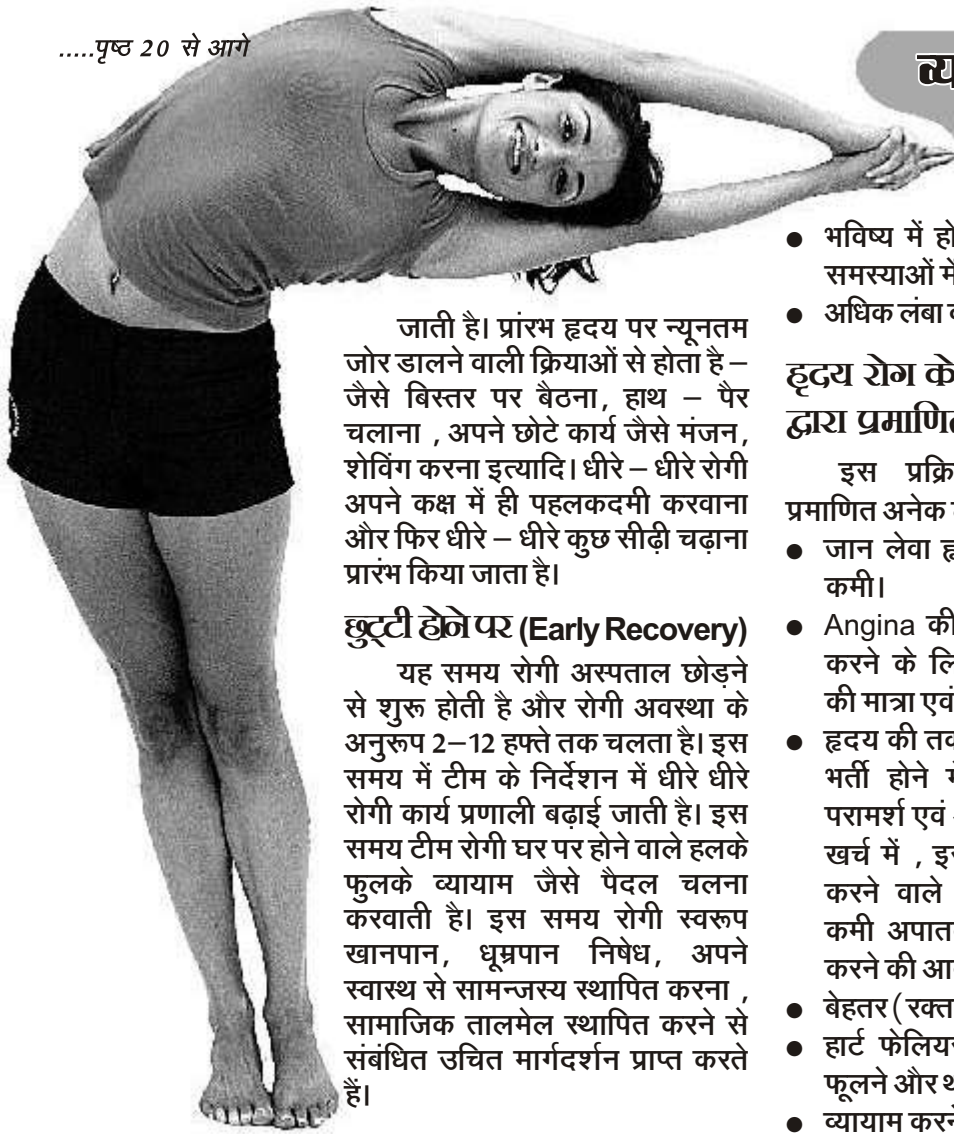 .....पृष्ठ 20 से आगे
जाती है। प्रांरभ हृदय पर न्यूनतम
जोर डालने वाली क्रियाओं से होता है –
जैसे बिस्तर पर बैठना, हाथ – पैर
चलाना , अपने छोटे कार्य जैसे मंजन,
शेविंग करना इत्यादि। धीरे – धीरे रोगी
अपने कक्ष में ही पहलकदमी करवाना
और फिर धीरे – धीरे कुछ सीढ़ी चढ़ाना
प्रारंभ किया जाता है।
छुट्टी होने पर (Early Recovery)
यह समय रोगी अस्पताल छोड़ने
से शुरू होती है और रोगी अवस्था के
अनुरूप 2–12 हफ्ते तक चलता है। इस
समय में टीम के निर्देशन में धीरे धीरे
रोगी कार्य प्रणाली बढ़ाई जाती है। इस
समय टीम रोगी घर पर होने वाले हलके
फुलके व्यायाम जैसे पैदल चलना
करवाती है। इस समय रोगी स्वरूप
खानपान, धूम्रपान निषेध, अपने
स्वास्थ से सामन्जस्य स्थापित करना ,
सामाजिक तालमेल स्थापित करने से
संबंधित उचित मार्गदर्शन प्राप्त करते
हैं।
● भविष्य में
समस्याओं में
● अधिक लंबा
हृदय रोग के
द्वारा प्रमाणित
इस
प्रमाणित अनेक
● जान लेवा
कमी।
● Angina की
करने के
की मात्रा एवं
● हृदय की
भर्ती होने
परामर्श एवं
खर्च में ,
करने वाले
कमी
करने की
● बेहतर (रक्त
● हार्ट फेलियर
फूलने और
● व्यायाम करने